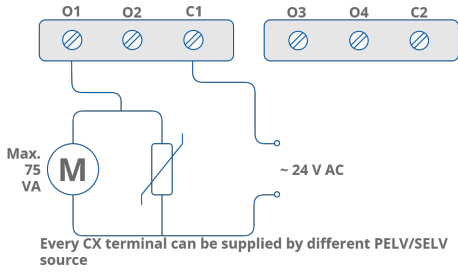 O1 O2 C1 O3 O4 C2
Max.
75
VA
M
~ 24 V AC
Every CX terminal can be supplied by different PELV/SELV
source